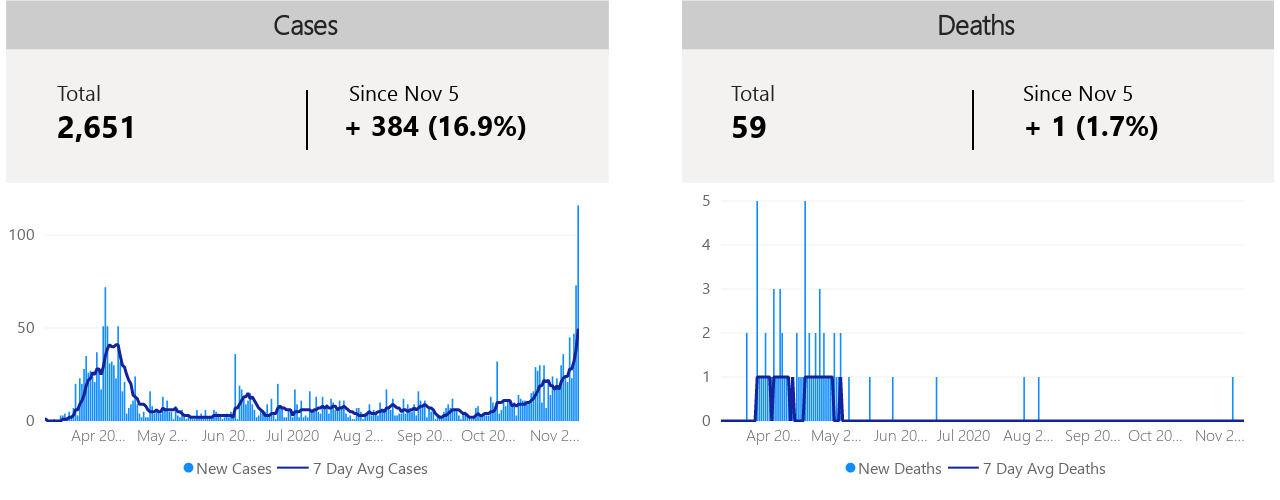 Cases
Total
2,651
Since Nov 5
+ 384 (16.9%)
100
50
0
Apr 20... May 2... Jun 20... Jul 2020 Aug 2... Sep 20... Oct 20... Nov 2...
New Cases 7 Day Avg Cases
Deaths
Total
59
Since Nov 5
+ 1 (1.7%)
5
4
3
2
1
0
Apr 20... May 2... Jun 20... Jul 2020 Aug 2... Sep 20... Oct 20... Nov 2...
New Deaths 7 Day Avg Deaths